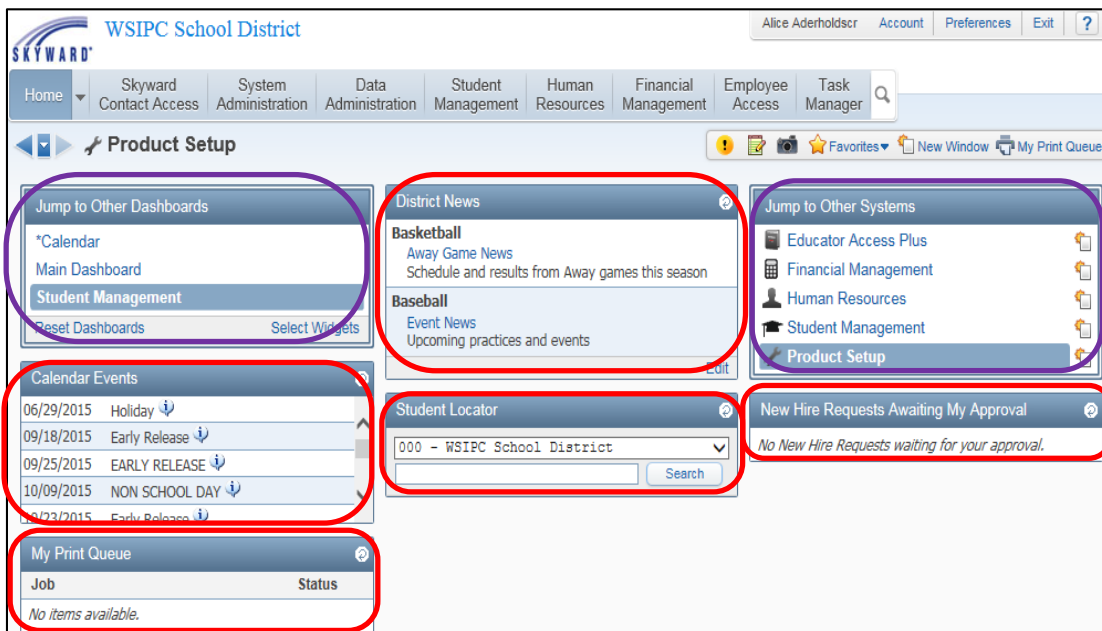 WSIPC School District
SKYWARD®
Alice Aderholdscr Account Preferences Exit ?
Home
Skyward Contact Access
System Administration
Data Administration
Student Management
Human Resources
Financial Management
Employee Access
Task Manager
Product Setup
Favorites New Window My Print Queue
Jump to Other Dashboards
*Calendar
Main Dashboard
Student Management
Reset Dashboards Select Widgets
Calendar Events
06/29/2015 Holiday
09/18/2015 Early Release
09/25/2015 EARLY RELEASE
10/09/2015 NON SCHOOL DAY
10/23/2015 Early Release
My Print Queue
Job Status
No items available.
District News
Basketball
Away Game News
Schedule and results from Away games this season
Baseball
Event News
Upcoming practices and events
Edit
Student Locator
000 - WSIPC School District
Search
Jump to Other Systems
Educator Access Plus
Financial Management
Human Resources
Student Management
Product Setup
New Hire Requests Awaiting My Approval
No New Hire Requests waiting for your approval.